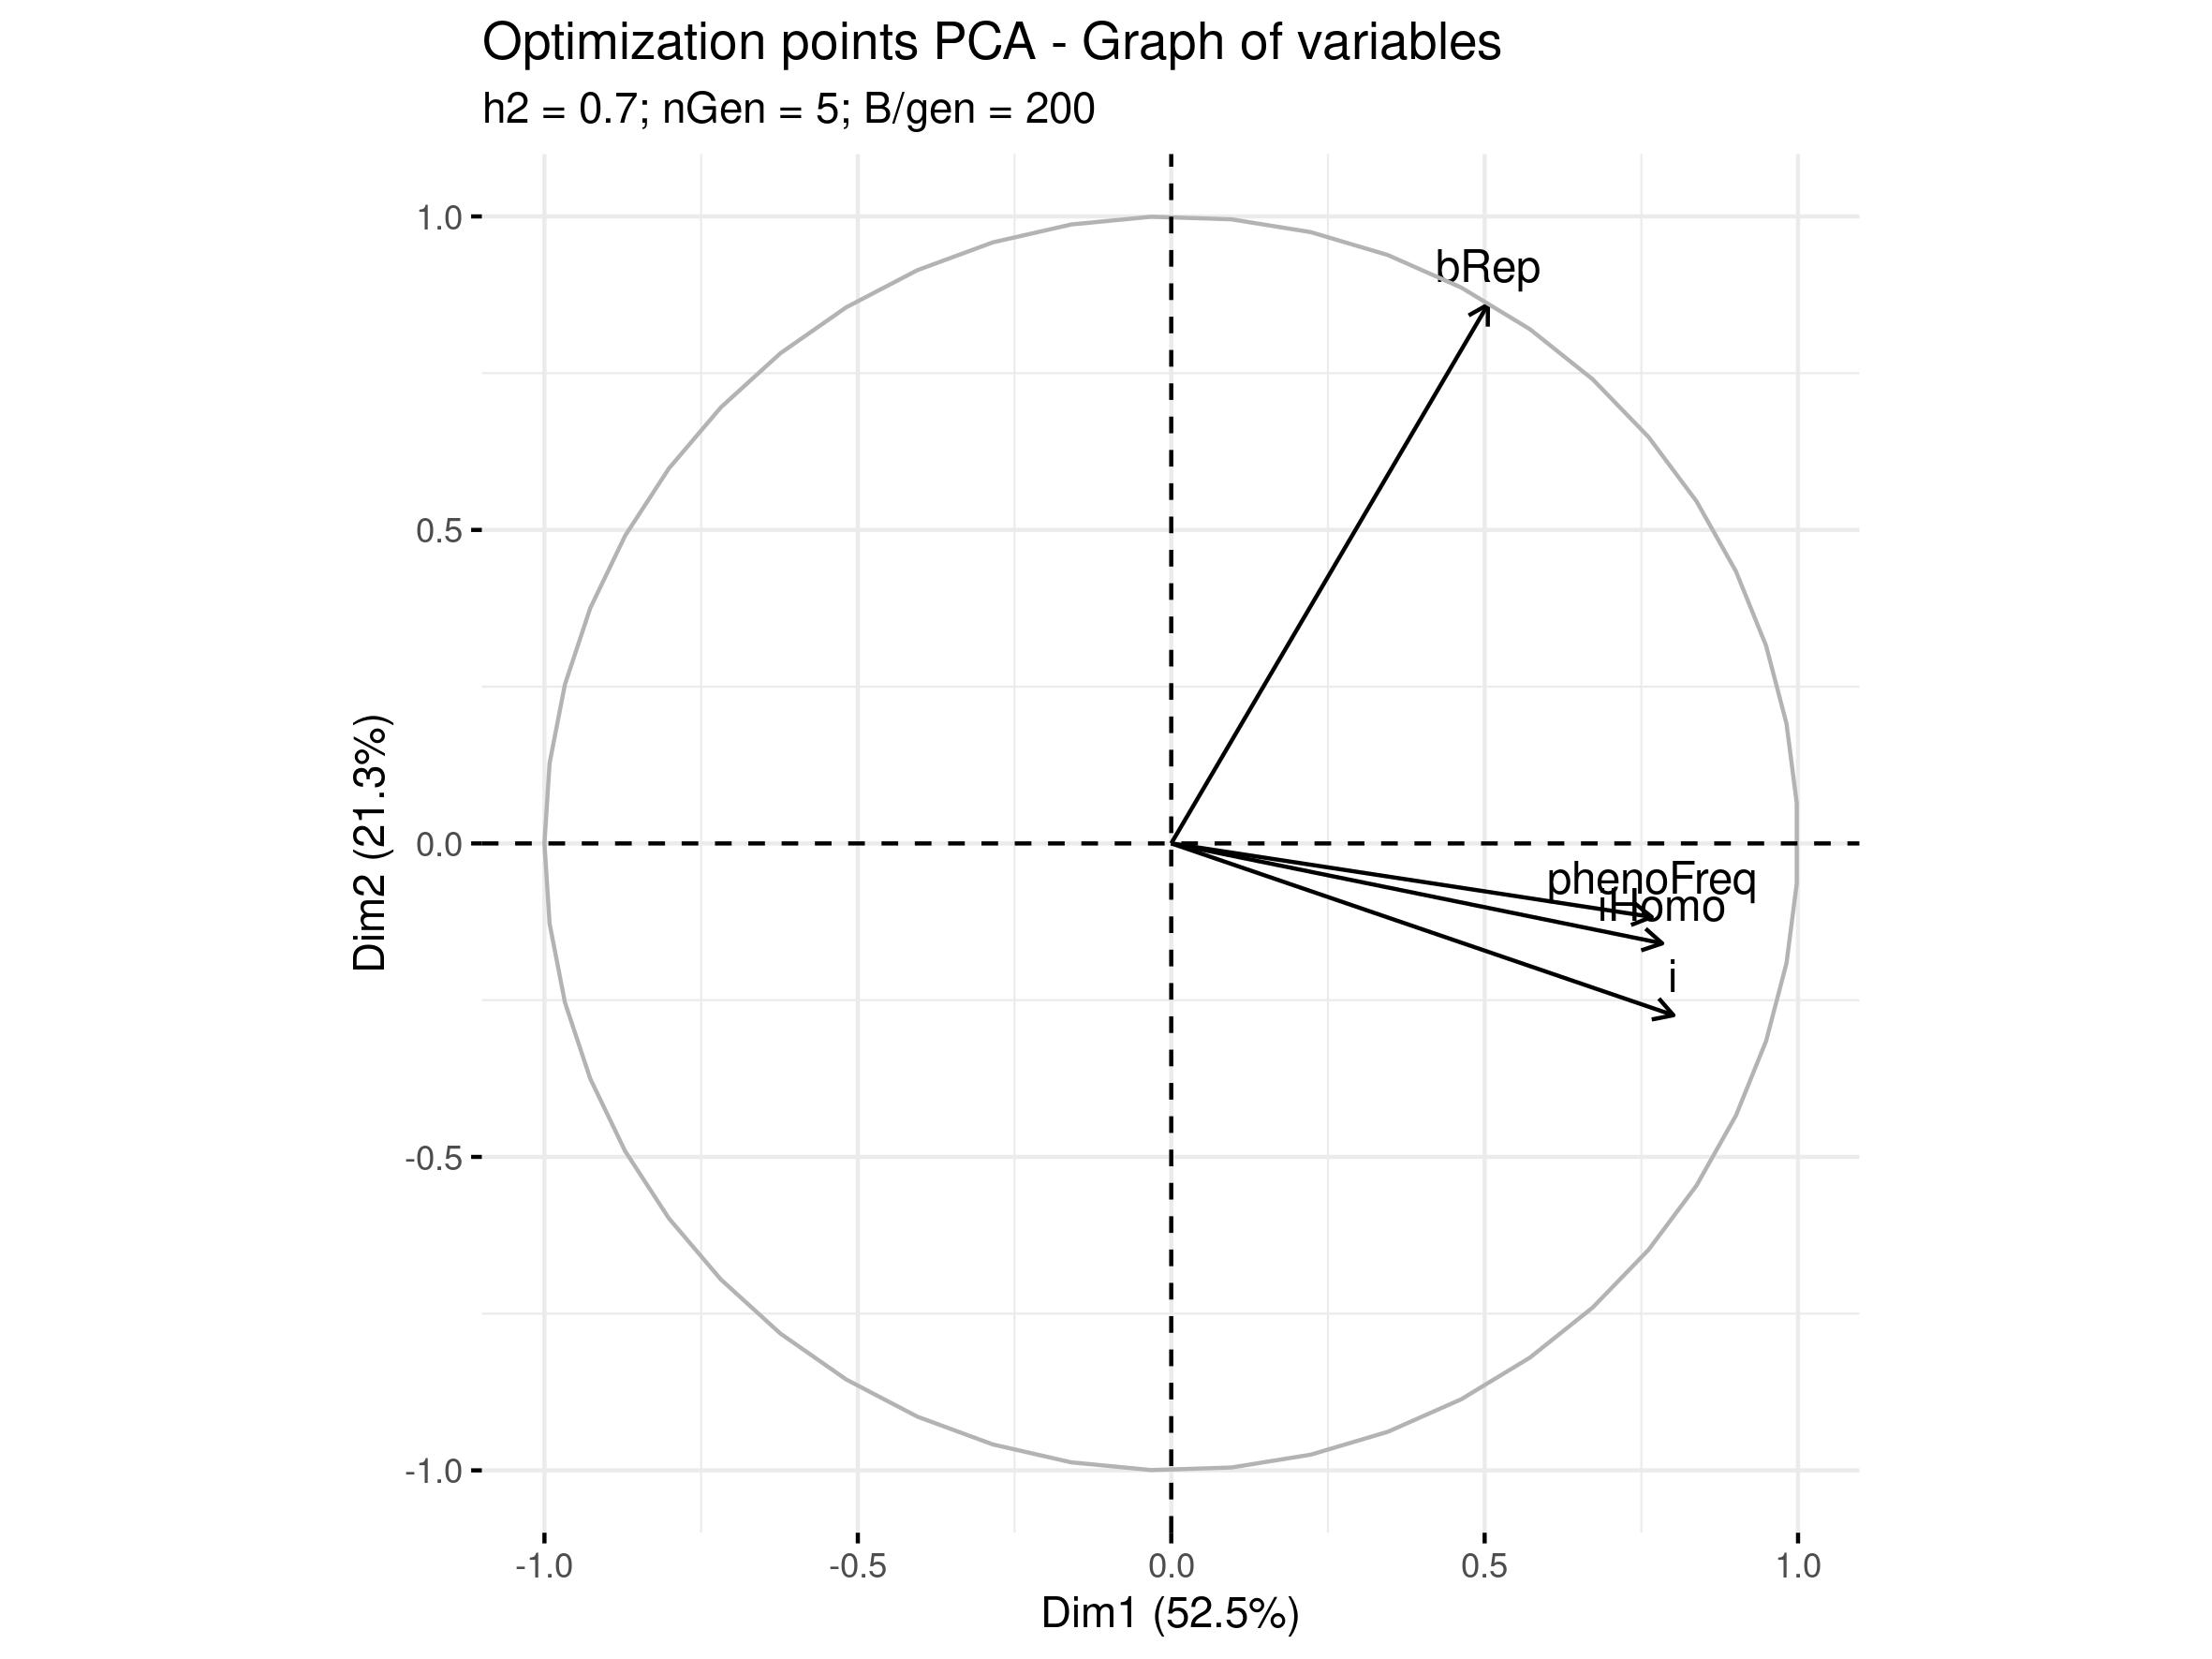 Optimization points PCA - Graph of variables
h2 = 0.7; nGen = 5; B/gen = 200
1.0
0.5
0.0
-0.5
-1.0
Dim2 (21.3%)
bRep
phenoFreq
iHomo
i
-1.0
-0.5
0.0
0.5
1.0
Dim1 (52.5%)